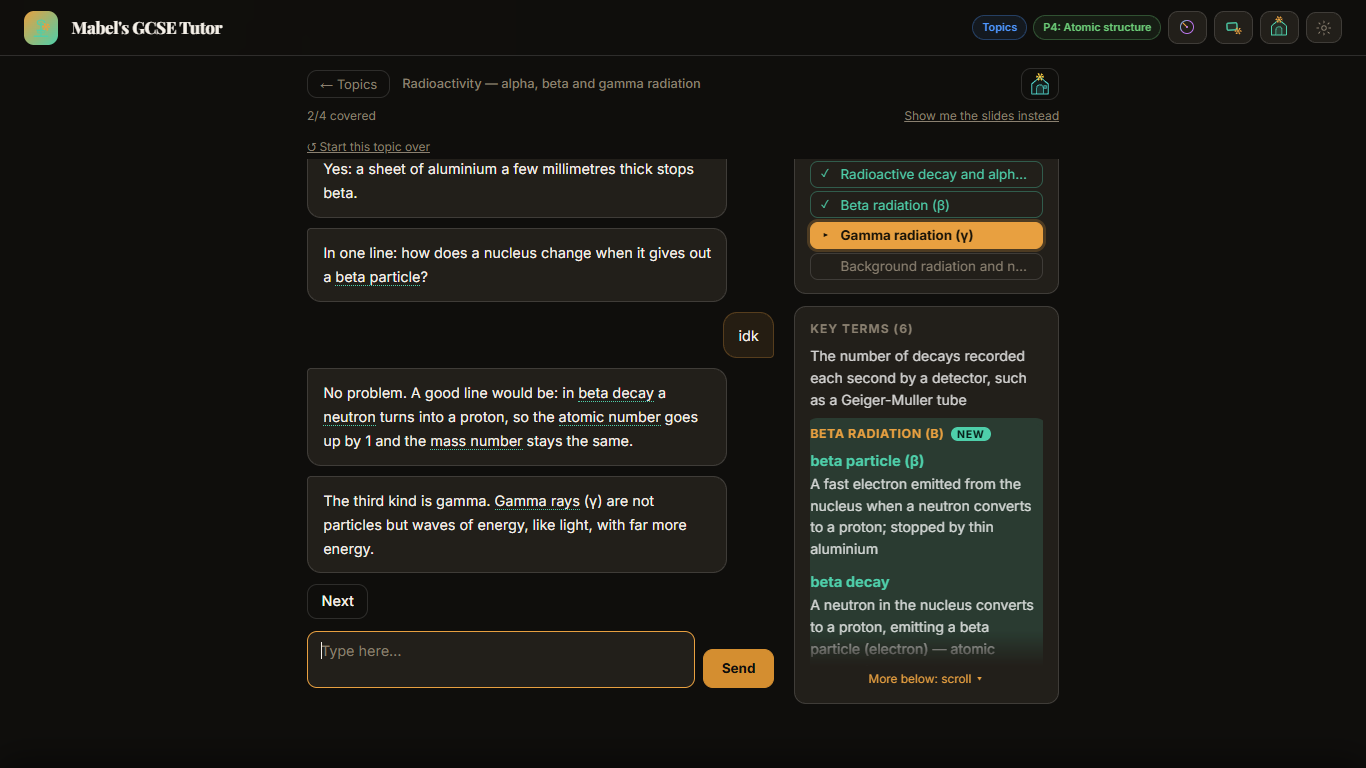 Mabel's GCSE Tutor
Topics
P4: Atomic structure
← Topics
Radioactivity — alpha, beta and gamma radiation
2/4 covered
Show me the slides instead
↺ Start this topic over
Yes: a sheet of aluminium a few millimetres thick stops
beta.
In one line: how does a nucleus change when it gives out
a beta particle?
idk
No problem. A good line would be: in beta decay a
neutron turns into a proton, so the atomic number goes
up by 1 and the mass number stays the same.
The third kind is gamma. Gamma rays (γ) are not
particles but waves of energy, like light, with far more
energy.
Next
Type here...
Send
✓ Radioactive decay and alph...
✓ Beta radiation (β)
▸ Gamma radiation (γ)
Background radiation and n...
KEY TERMS (6)
The number of decays recorded
each second by a detector, such
as a Geiger-Muller tube
BETA RADIATION (Β) NEW
beta particle (β)
A fast electron emitted from the
nucleus when a neutron converts
to a proton; stopped by thin
aluminium
beta decay
A neutron in the nucleus converts
to a proton, emitting a beta
particle (electron) — atomic
More below: scroll ▾